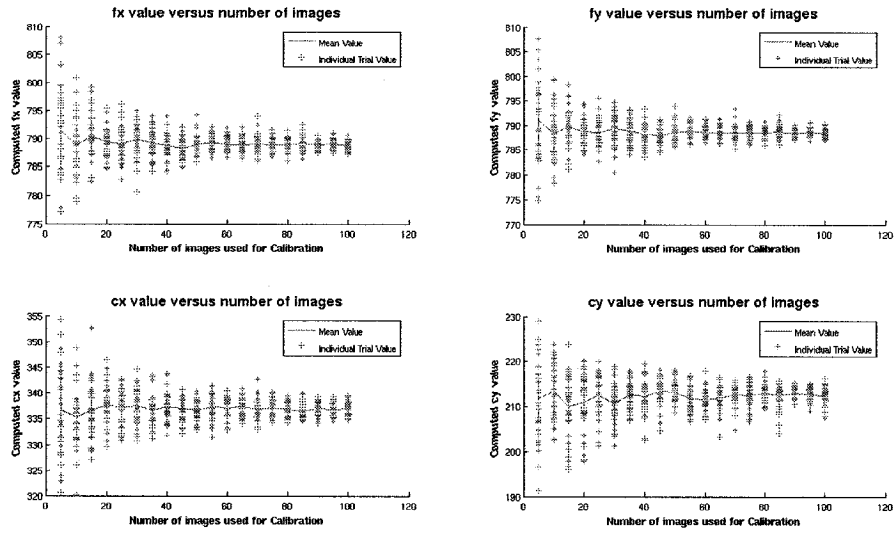 fx value versus number of images
810
805
800
795
790
785
780
775
Computed fx value
Mean Value
Individual Trial Value
0 20 40 60 80 100 120
Number of images used for Calibration
fy value versus number of images
810
805
800
795
790
785
780
775
770
Computed fy value
Mean Value
Individual Trial Value
0 20 40 60 80 100 120
Number of images used for Calibration
cx value versus number of images
355
350
345
340
335
330
325
320
Computed cx value
Mean Value
Individual Trial Value
0 20 40 60 80 100 120
Number of images used for Calibration
cy value versus number of images
230
220
210
200
190
Computed cy value
Mean Value
Individual Trial Value
0 20 40 60 80 100 120
Number of images used for Calibration